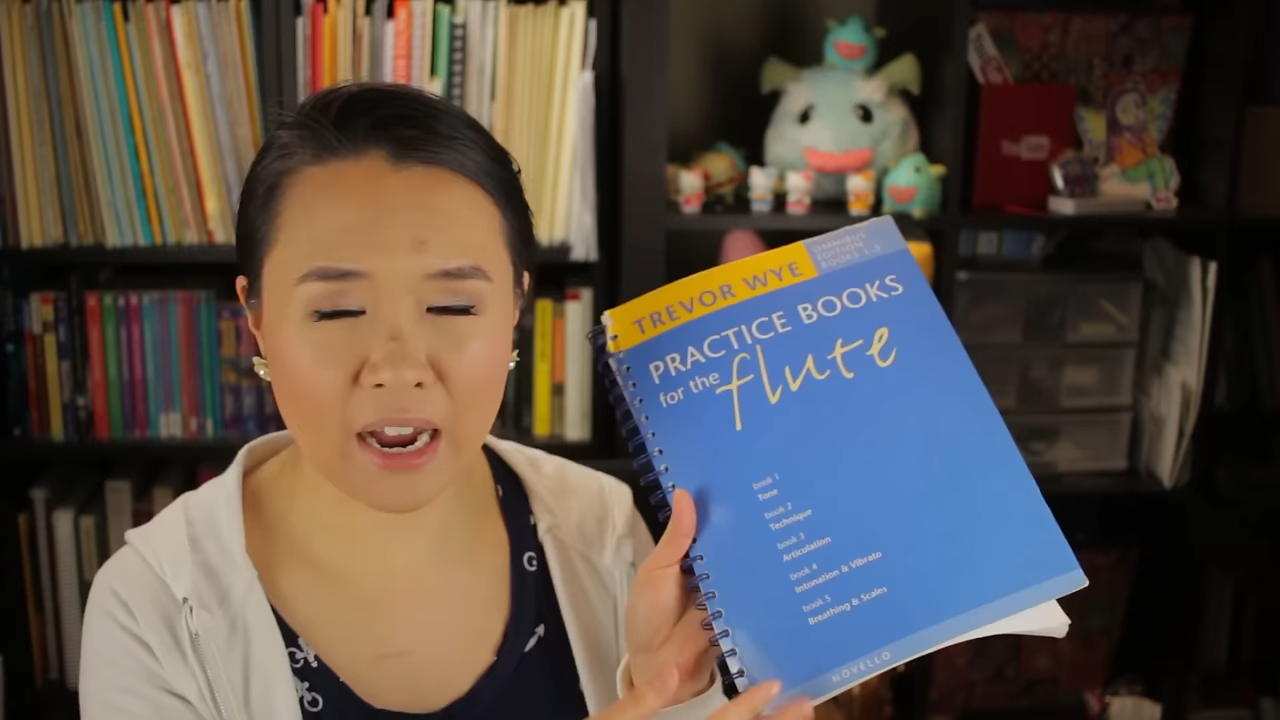 TREVOR WYE
OMNIBUS
EDITION
BOOKS 1-5
PRACTICE BOOKS
for the
flute
book 1
Tone
book 2
Technique
book 3
Articulation
book 4
Intonation & Vibrato
book 5
Breathing & Scales
NOVELLO